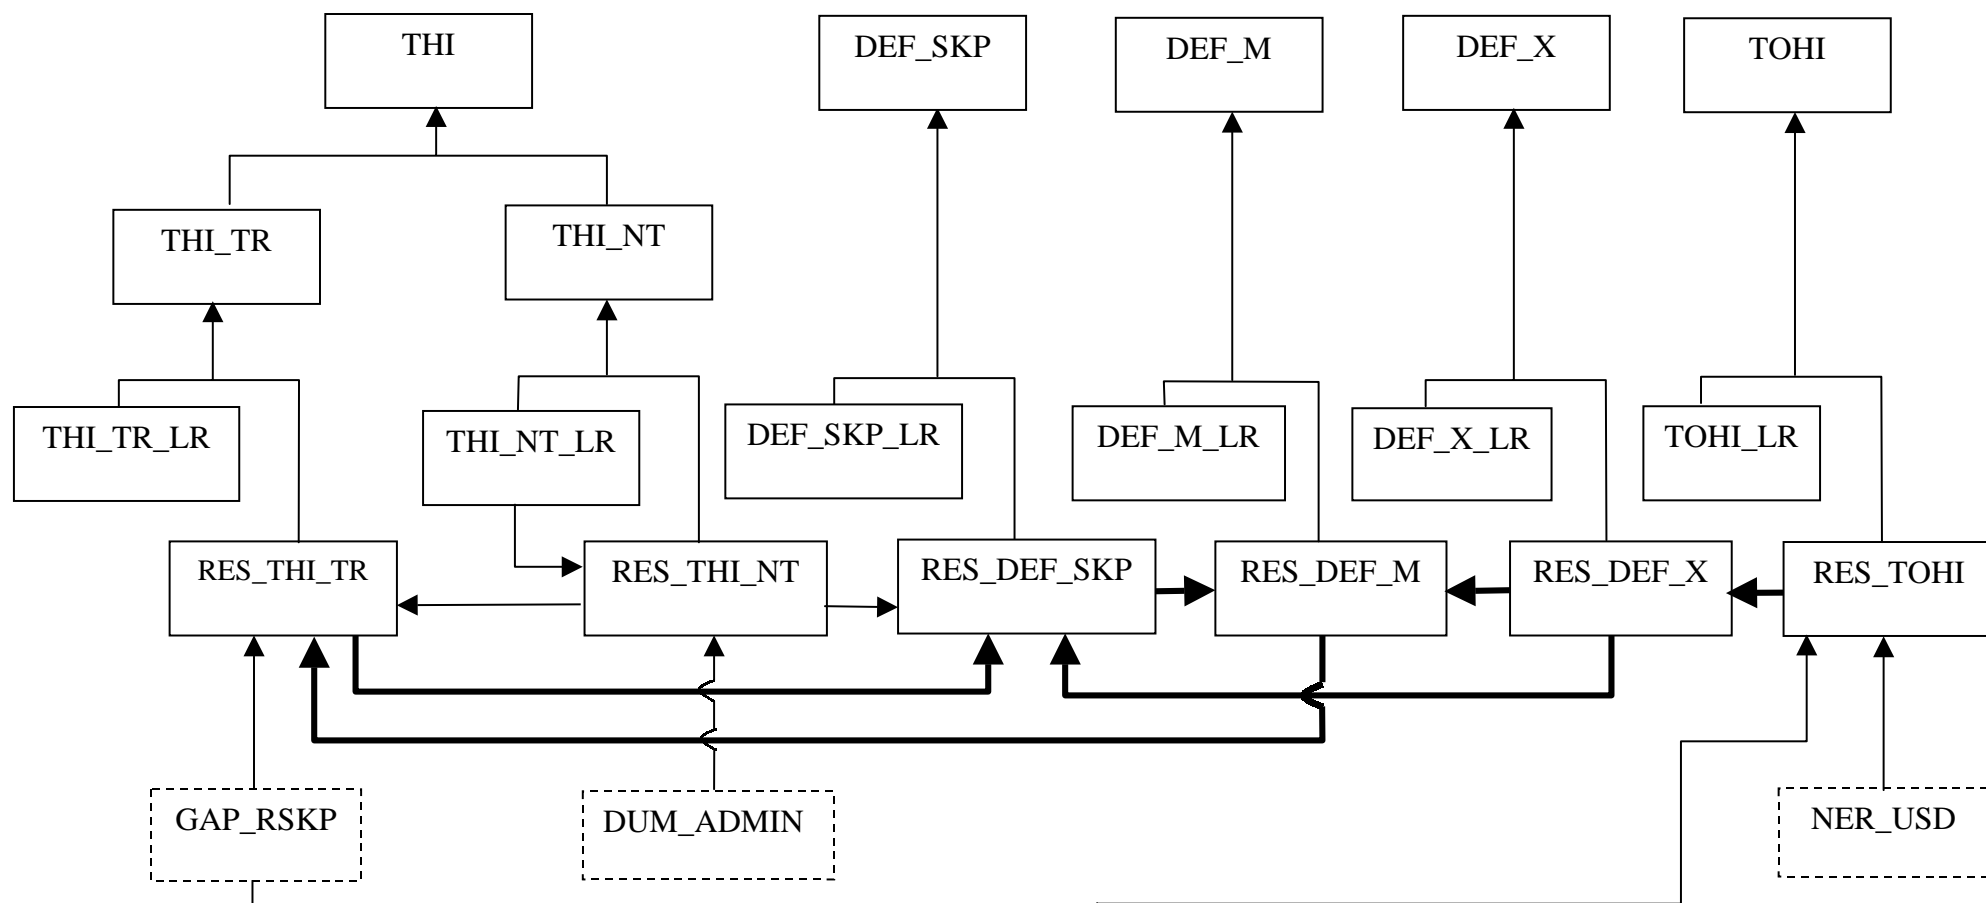 THI
DEF_SKP
DEF_M
DEF_X
TOHI
THI_TR
THI_NT
THI_TR_LR
THI_NT_LR
DEF_SKP_LR
DEF_M_LR
DEF_X_LR
TOHI_LR
RES_THI_TR
RES_THI_NT
RES_DEF_SKP
RES_DEF_M
RES_DEF_X
RES_TOHI
GAP_RSKP
DUM_ADMIN
NER_USD